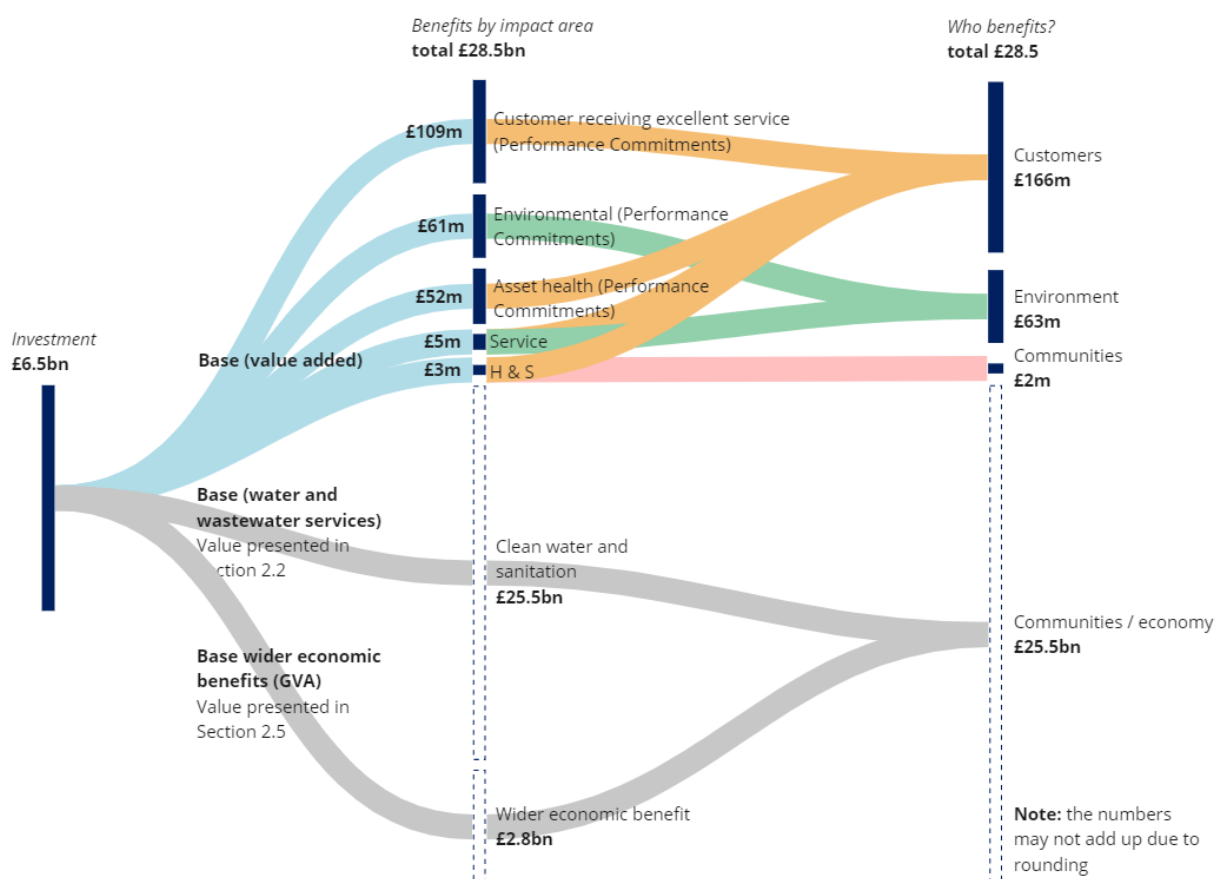 Benefits by impact area
total £28.5bn
Who benefits?
total £28.5
£109m
Customer receiving excellent service
(Performance Commitments)
Customers
£166m
£61m
Environmental (Performance
Commitments)
£52m
Asset health (Performance
Commitments)
Environment
£63m
Investment
£6.5bn
Base (value added)
£5m
Service
£3m
H & S
Communities
£2m
Base (water and
wastewater services)
Value presented in
ction 2.2
Clean water and
sanitation
£25.5bn
Communities / economy
£25.5bn
Base wider economic
benefits (GVA)
Value presented in
Section 2.5
Wider economic benefit
£2.8bn
Note: the numbers
may not add up due to
rounding